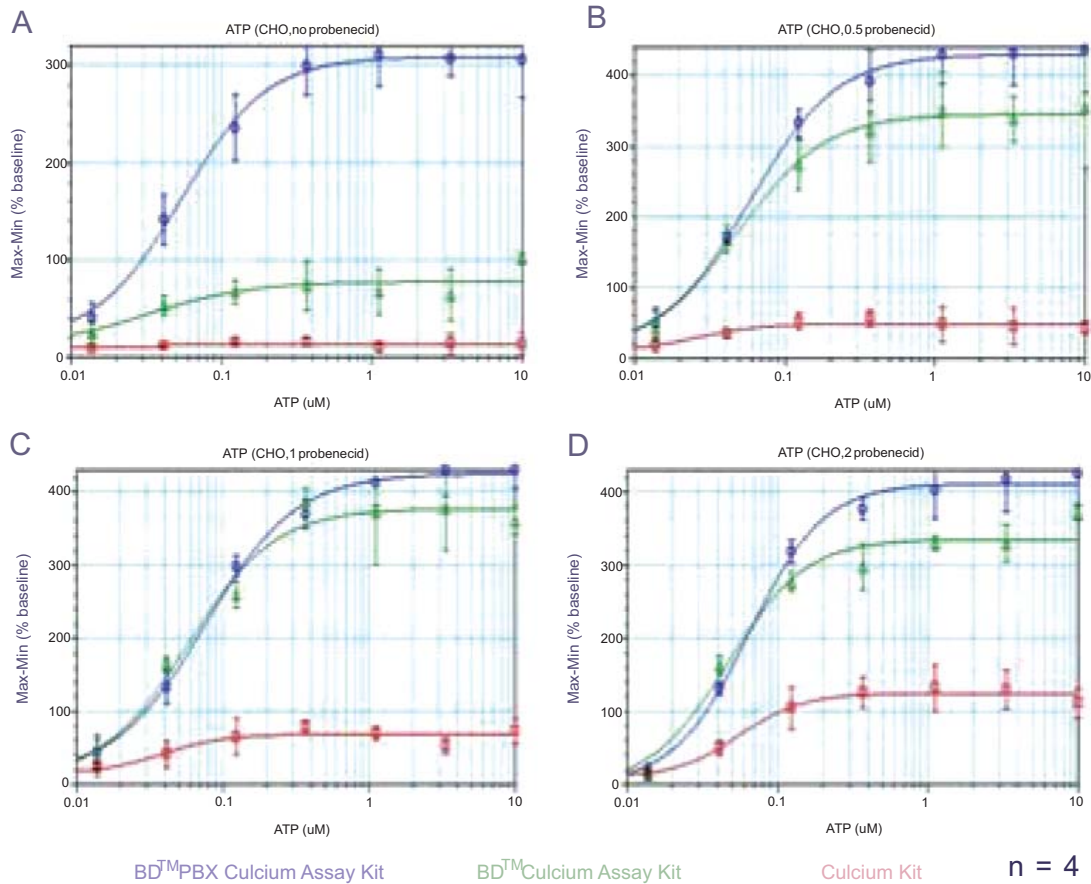 A
ATP (CHO,no probenecid)
Max-Min (% baseline)
300
200
100
0
0.01
0.1
1
10
ATP (uM)
B
ATP (CHO,0.5 probenecid)
Max-Min (% baseline)
400
300
200
100
0
0.01
0.1
1
10
ATP (uM)
C
ATP (CHO,1 probenecid)
Max-Min (% baseline)
400
300
200
100
0
0.01
0.1
1
10
ATP (uM)
D
ATP (CHO,2 probenecid)
Max-Min (% baseline)
400
300
200
100
0
0.01
0.1
1
10
ATP (uM)
BD™PBX Culcium Assay Kit
BD™Culcium Assay Kit
Culcium Kit
n = 4